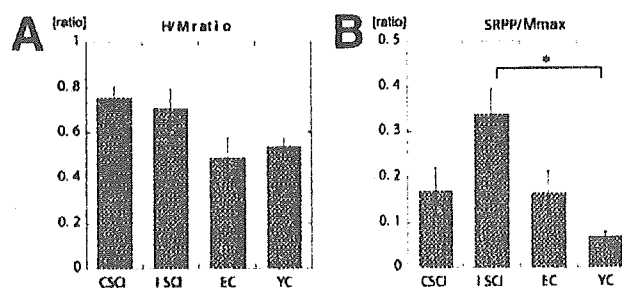 A
[ratio]
H/M ratio
1
0.8
0.6
0.4
0.2
0
CSCI ISCI EC YC
B
[ratio]
SRPP/Mmax
0.5
0.4
0.3
0.2
0.1
0
*
CSCI ISCI EC YC